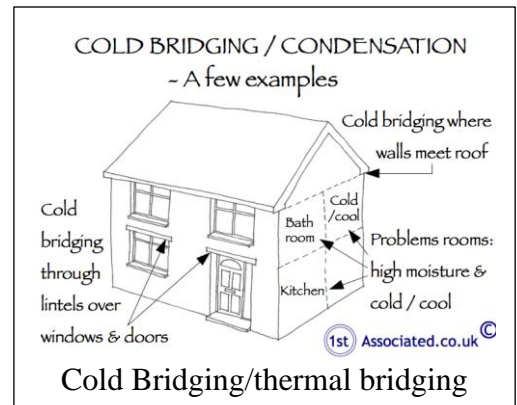 COLD BRIDGING / CONDENSATION
- A few examples
Cold bridging where
walls meet roof
Cold
bridging
through
lintels over
windows & doors
Cold
/cool
Bath
room
Kitchen
Problems rooms:
high moisture &
cold / cool
1st Associated.co.uk ©
Cold Bridging/thermal bridging